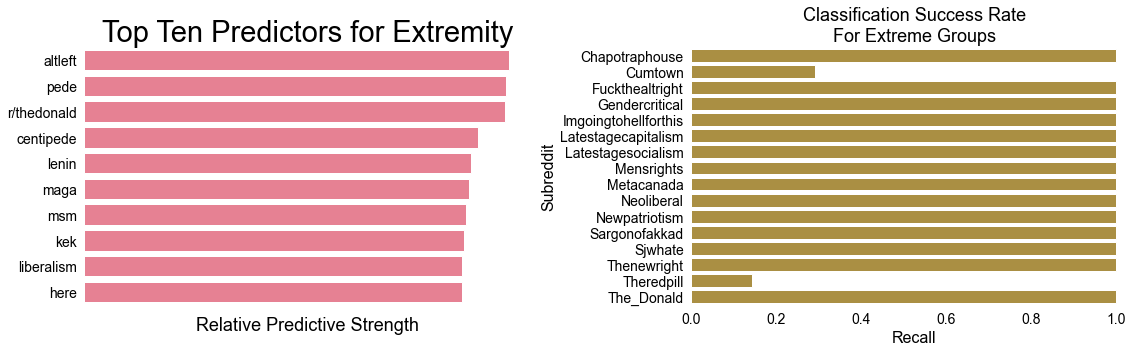 Top Ten Predictors for Extremity
altleft
pede
r/thedonald
centipede
lenin
maga
msm
kek
liberalism
here
Relative Predictive Strength
Classification Success Rate
For Extreme Groups
Subreddit
Chapotraphouse
Cumtown
Fuckthealtright
Gendercritical
Imgoingtohellforthis
Latestagecapitalism
Latestagesocialism
Mensrights
Metacanada
Neoliberal
Newpatriotism
Sargonofakkad
Sjwhate
Thenewright
Theredpill
The_Donald
0.0 0.2 0.4 0.6 0.8 1.0
Recall